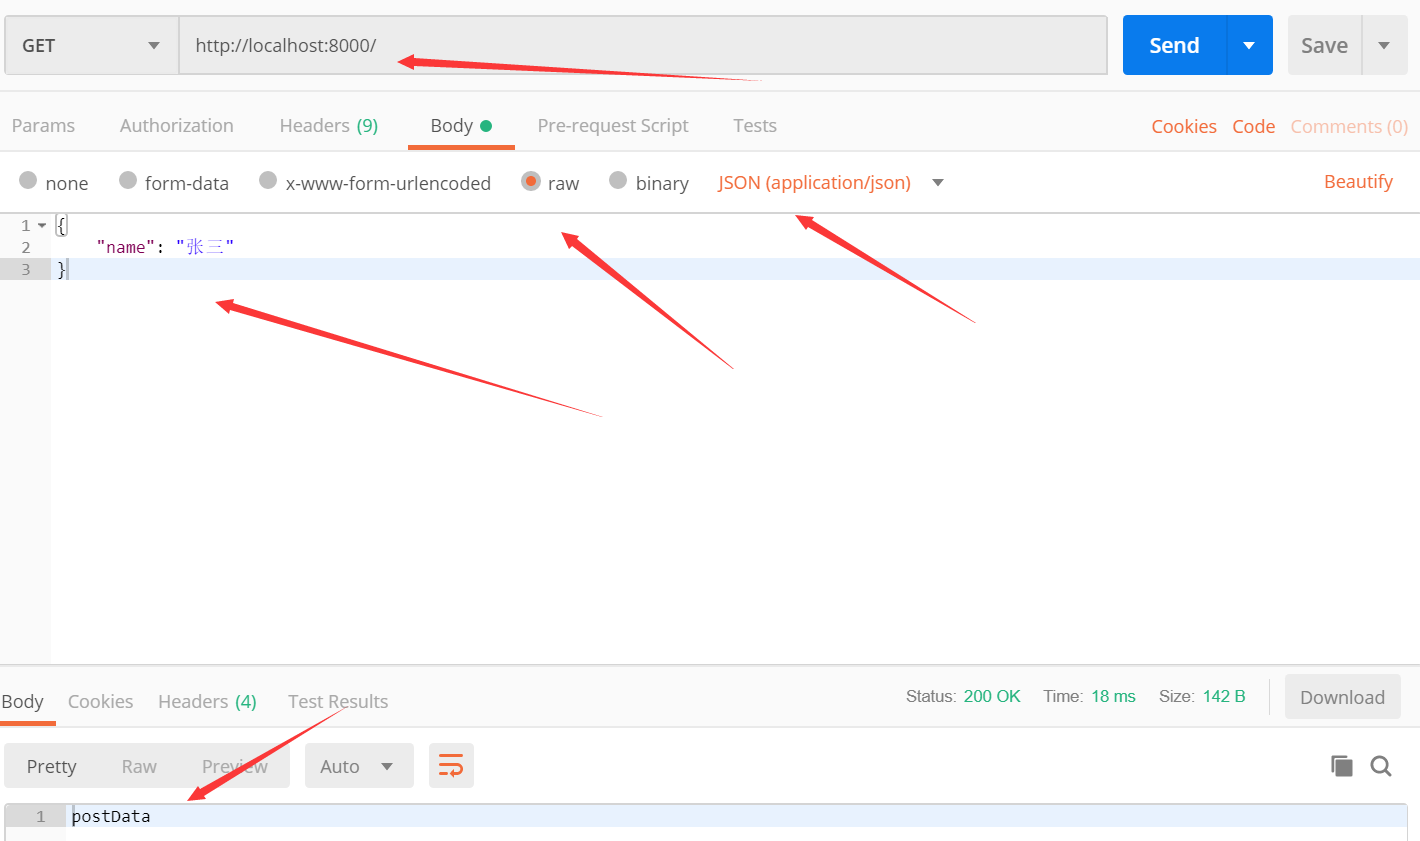 GET http://localhost:8000/ Send Save
Params Authorization Headers (9) Body Pre-request Script Tests Cookies Code Comments (0)
none form-data x-www-form-urlencoded raw binary JSON (application/json) Beautify
1 {
2 "name": "张三"
3 }
Body Cookies Headers (4) Test Results Status: 200 OK Time: 18 ms Size: 142 B Download
Pretty Raw Preview Auto
1 postData